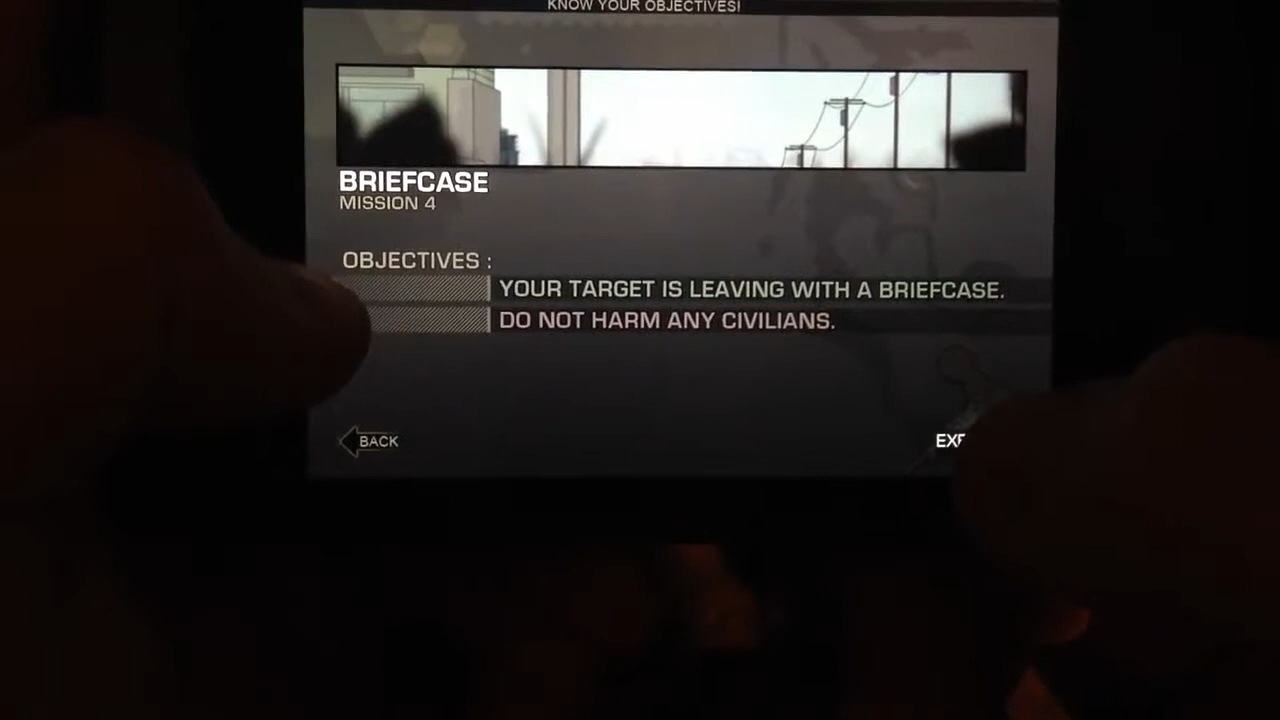 KNOW YOUR OBJECTIVES!
BRIEFCASE
MISSION 4
OBJECTIVES :
YOUR TARGET IS LEAVING WITH A BRIEFCASE.
DO NOT HARM ANY CIVILIANS.
BACK